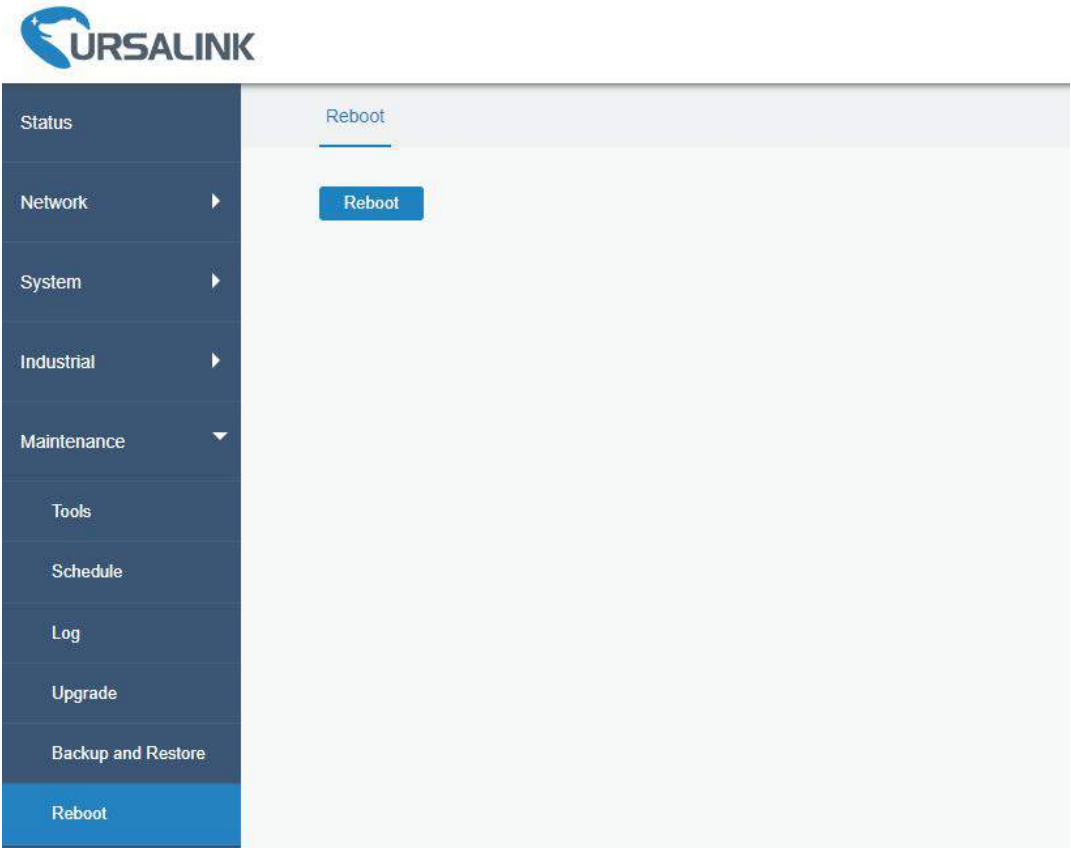 URSALINK
Status
Network
System
Industrial
Maintenance
Tools
Schedule
Log
Upgrade
Backup and Restore
Reboot
Reboot
Reboot